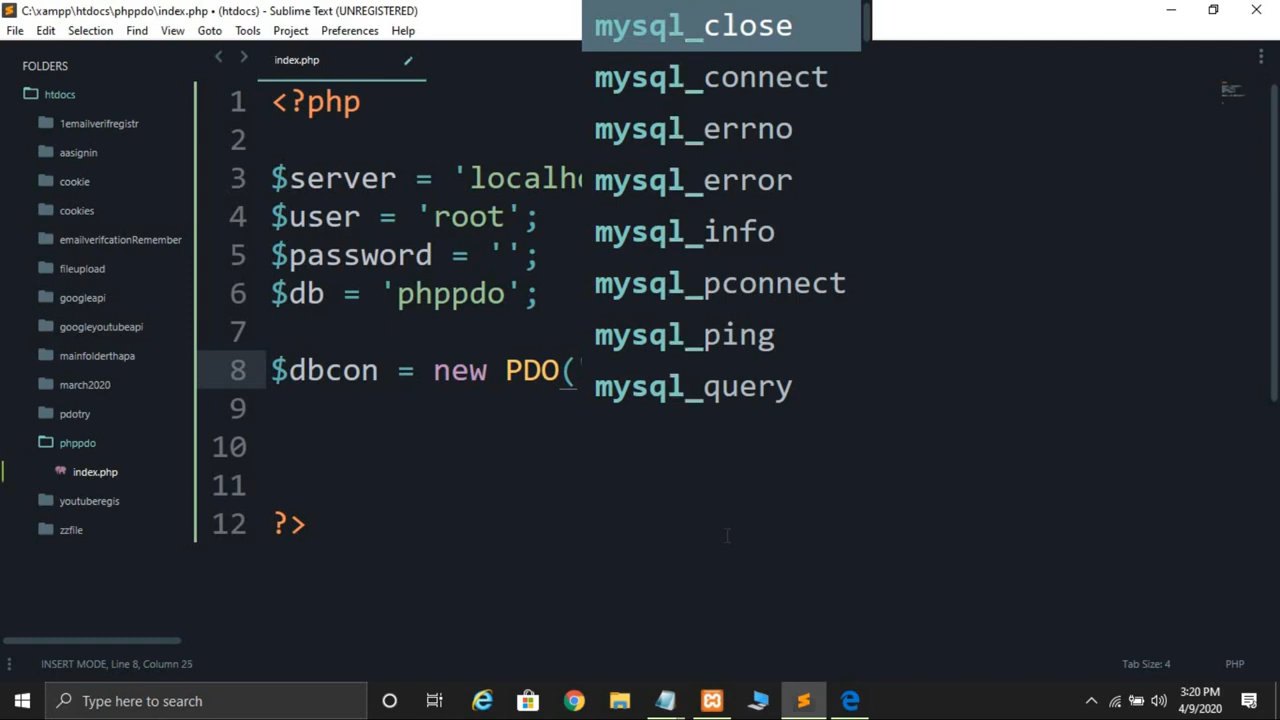 C:\xampp\htdocs\phppdo\index.php • (htdocs) - Sublime Text (UNREGISTERED)
File Edit Selection Find View Goto Tools Project Preferences Help
FOLDERS
htdocs
1emailverifregistr
aasignin
cookie
cookies
emailverifcationRemember
fileupload
googleapi
googleyoutubeapi
mainfolderthapa
march2020
pdotry
phppdo
index.php
youtuberegis
zzfile
index.php
1 <?php
2
3 $server = 'localho
4 $user = 'root';
5 $password = '';
6 $db = 'phppdo';
7
8 $dbcon = new PDO('
9
10
11
12 ?>
mysql_close
mysql_connect
mysql_errno
mysql_error
mysql_info
mysql_pconnect
mysql_ping
mysql_query
INSERT MODE, Line 8, Column 25
Tab Size: 4 PHP
Type here to search
3:20 PM
4/9/2020